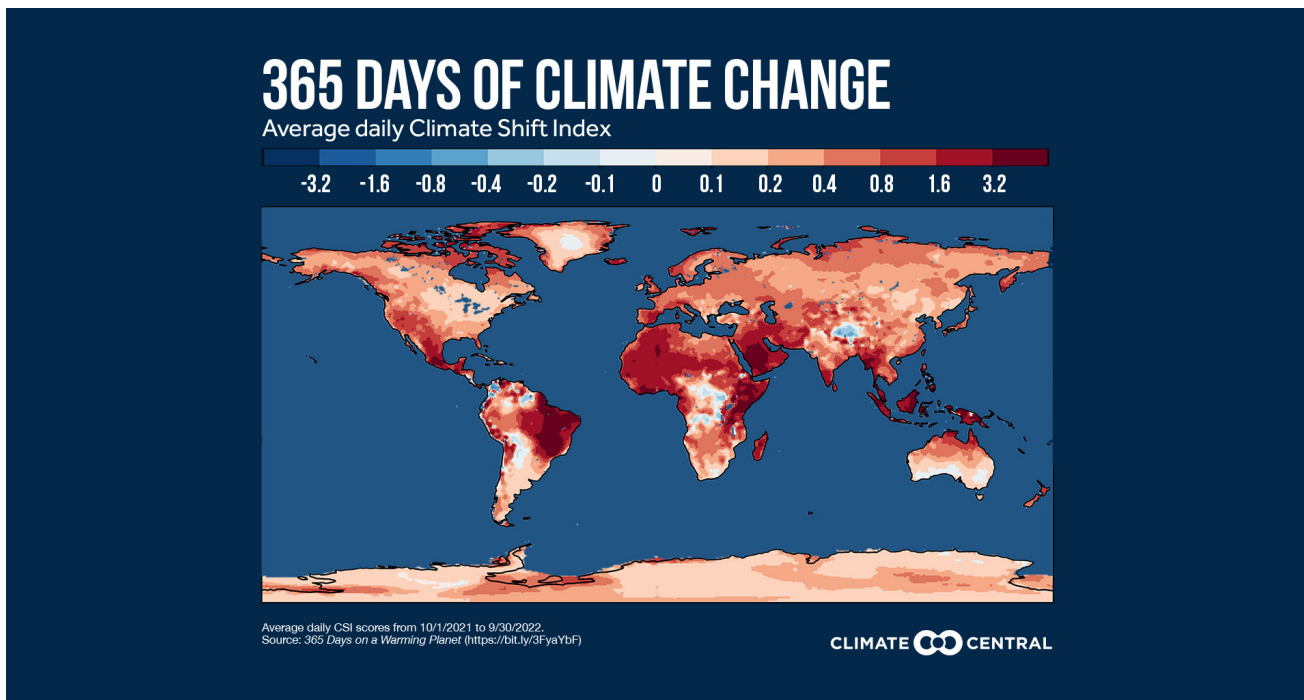 365 DAYS OF CLIMATE CHANGE
Average daily Climate Shift Index
-3.2 -1.6 -0.8 -0.4 -0.2 -0.1 0 0.1 0.2 0.4 0.8 1.6 3.2
Average daily CSI scores from 10/1/2021 to 9/30/2022.
Source: 365 Days on a Warming Planet (https://bit.ly/3FyaYbF)
CLIMATE CENTRAL